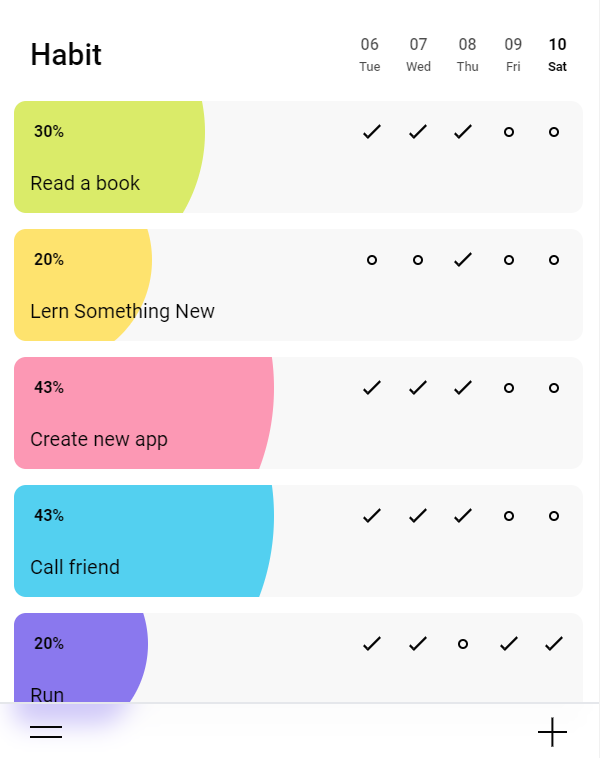 Habit
06 07 08 09 10
Tue Wed Thu Fri Sat
30%
Read a book
20%
Lern Something New
43%
Create new app
43%
Call friend
20%
Run